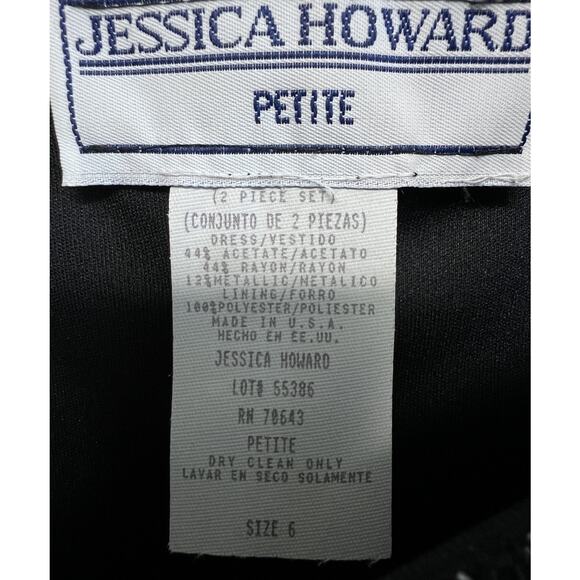 JESSICA HOWARD
PETITE
(2 PIECE SET)
(CONJUNTO DE 2 PIEZAS)
DRESS/VESTIDO
44% ACETATE/ACETATO
44% RAYON/RAYON
12%METALLIC/METALICO
LINING/FORRO
100%POLYESTER/POLIESTER
MADE IN U.S.A.
HECHO EN EE.UU.
JESSICA HOWARD
LOT# 55386
RN 70643
PETITE
DRY CLEAN ONLY
LAVAR EN SECO SOLAMENTE
SIZE 6